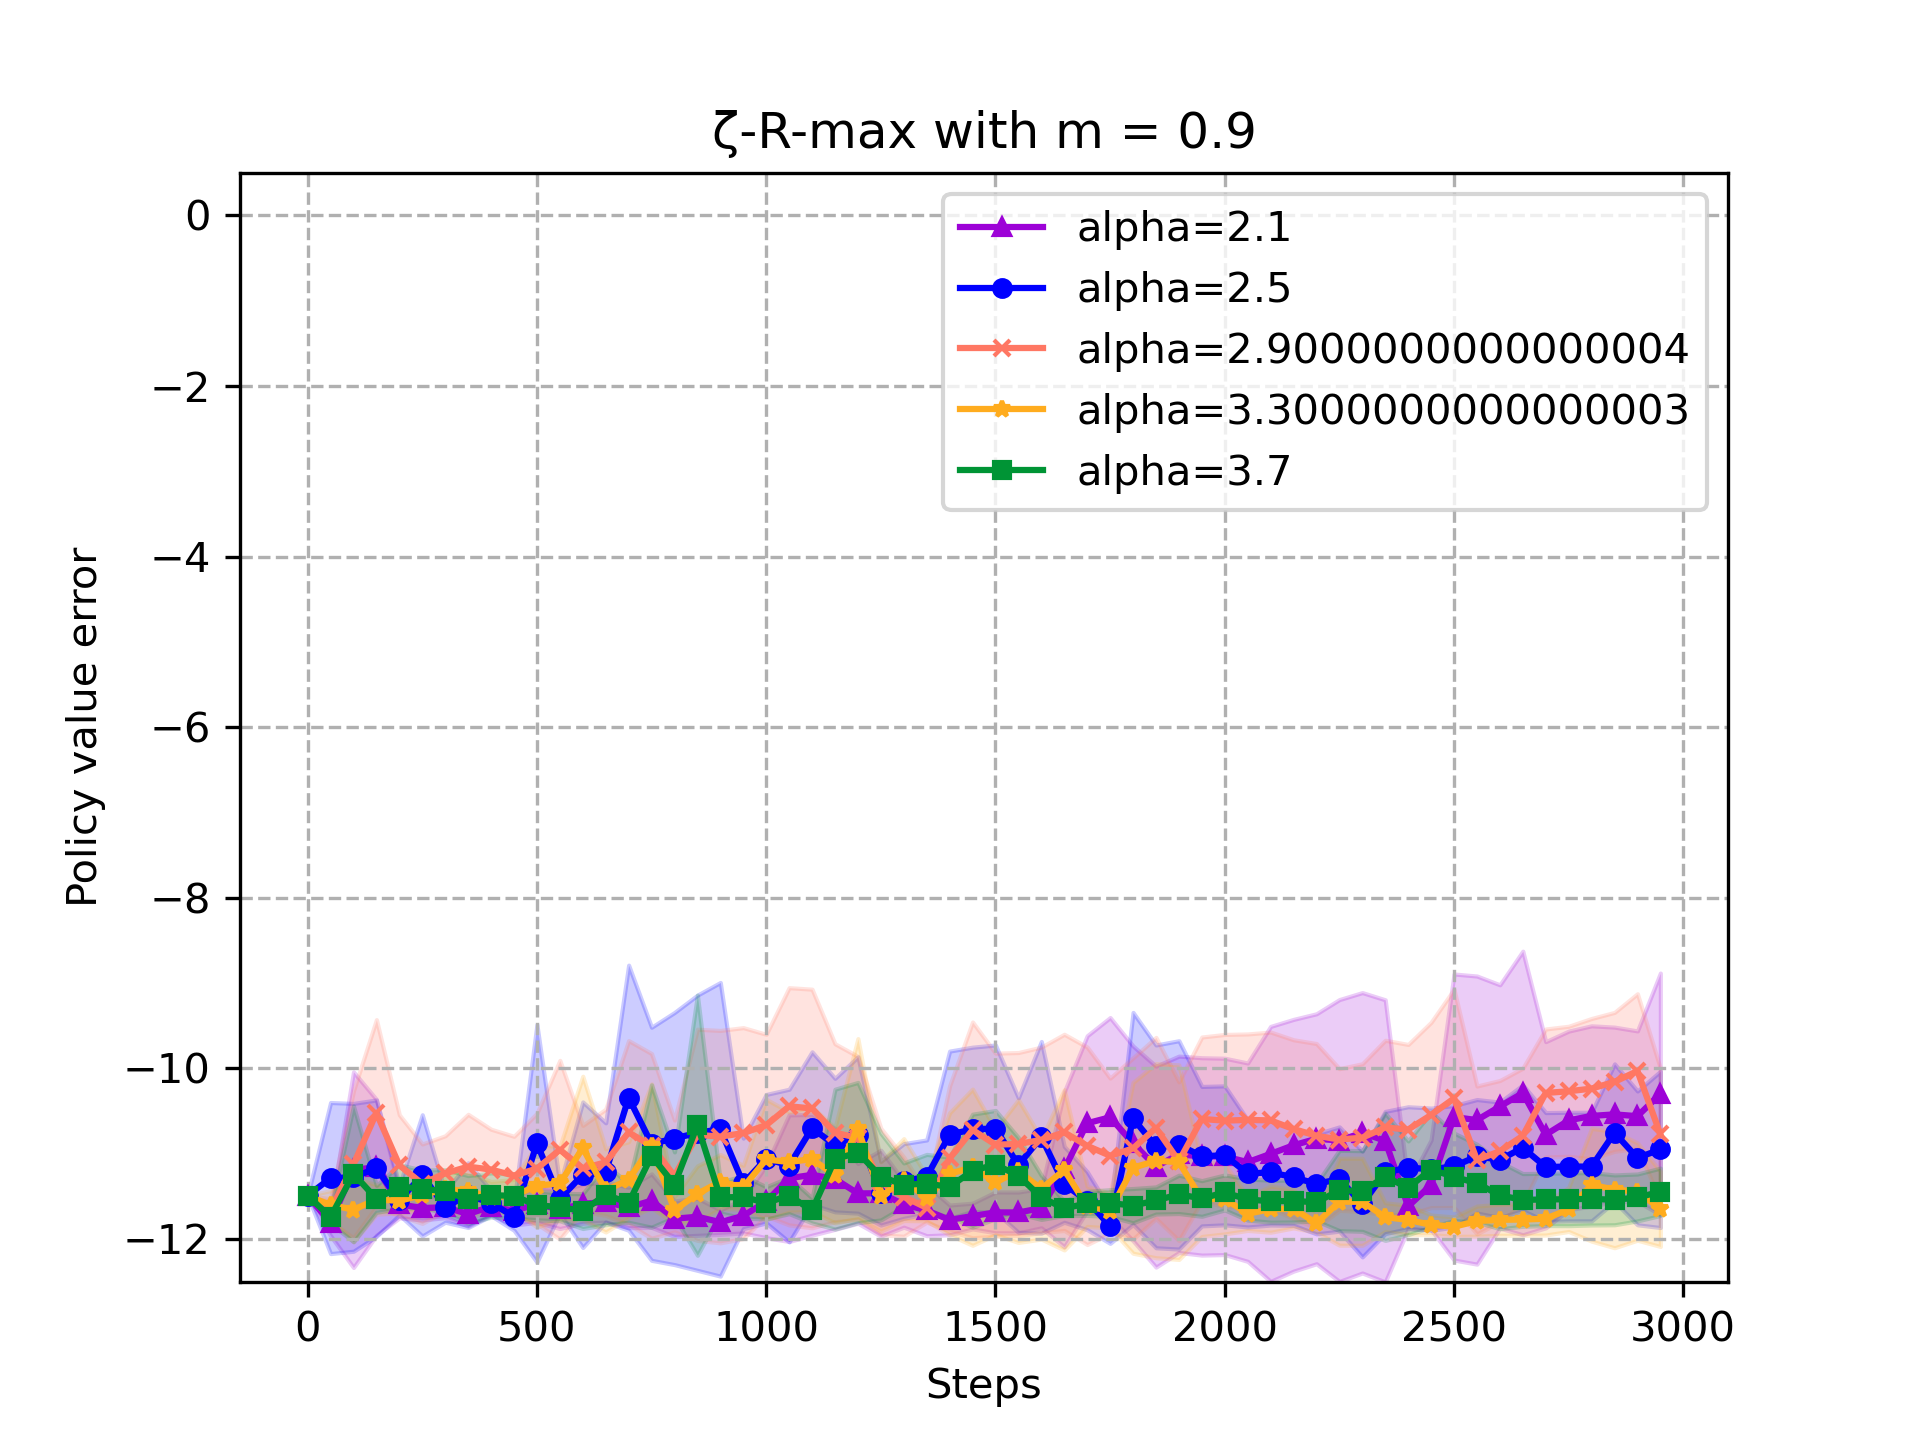 ζ-R-max with m = 0.9
0
−2
−4
−6
−8
−10
−12
Policy value error
alpha=2.1
alpha=2.5
alpha=2.9000000000000004
alpha=3.3000000000000003
alpha=3.7
0 500 1000 1500 2000 2500 3000
Steps